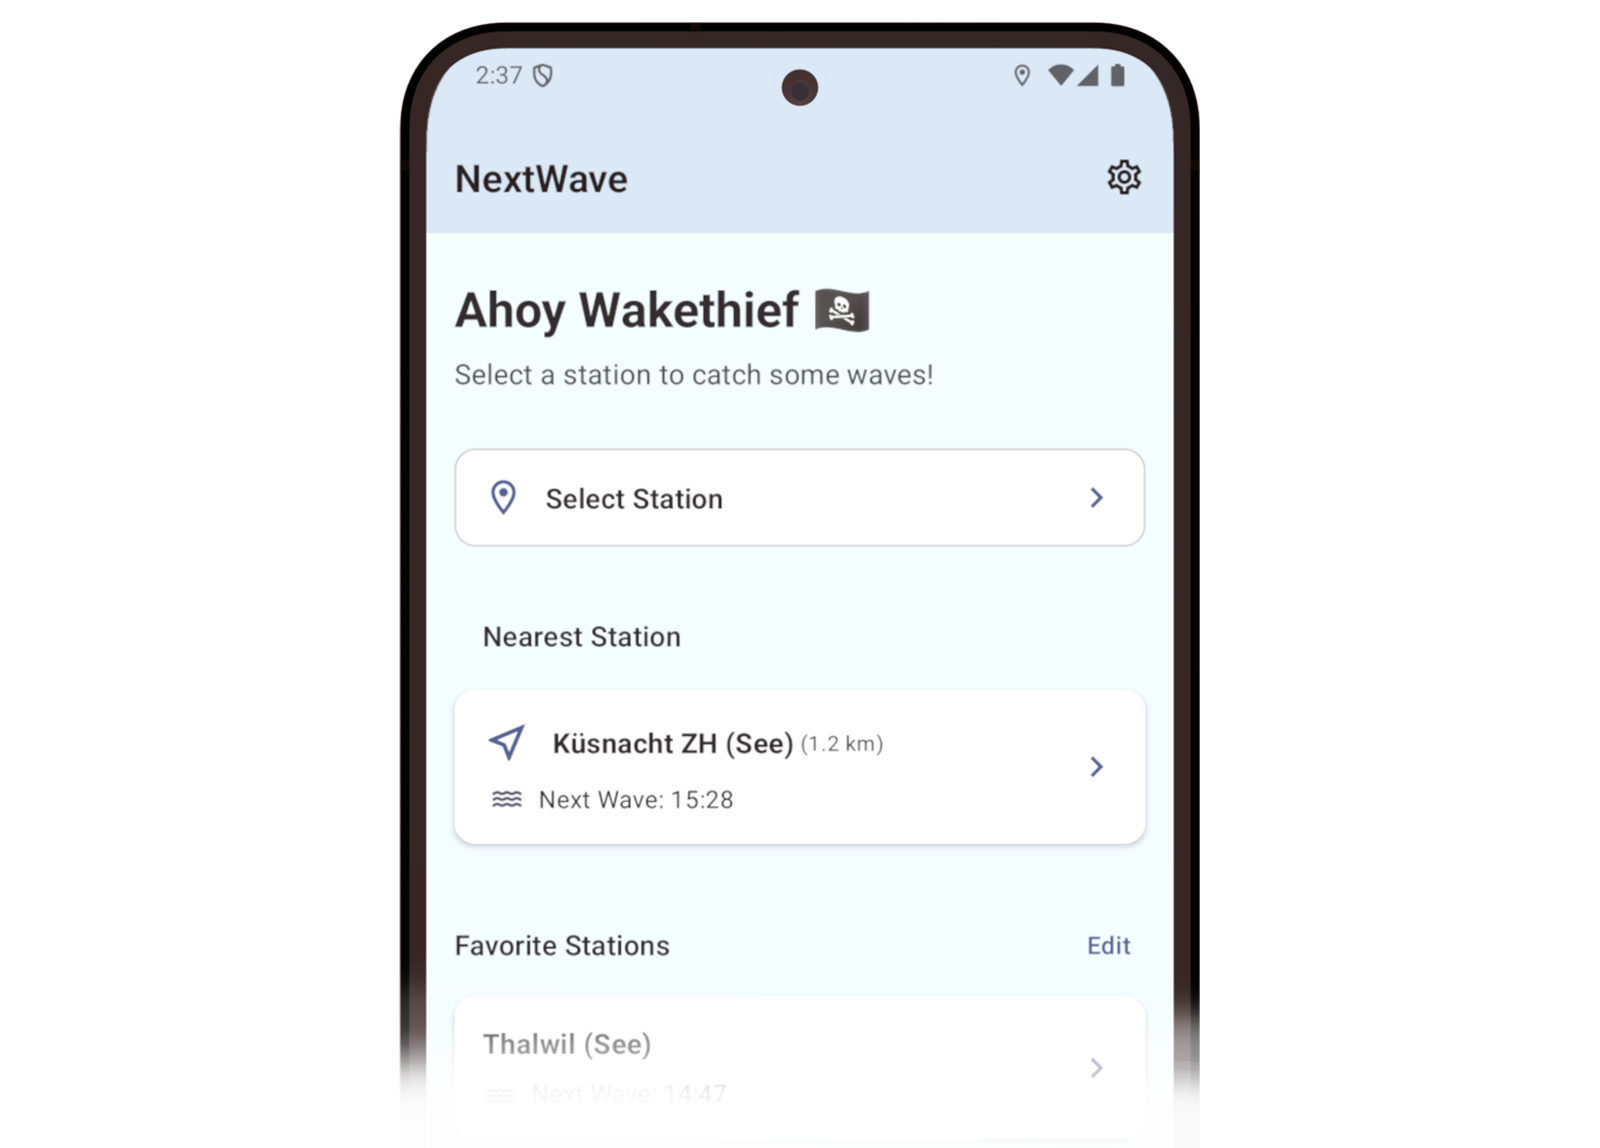 2:37
NextWave
Ahoy Wakethief 🏴‍☠️
Select a station to catch some waves!
Select Station
Nearest Station
Küsnacht ZH (See) (1.2 km)
Next Wave: 15:28
Favorite Stations Edit
Thalwil (See)
Next Wave: 14:47